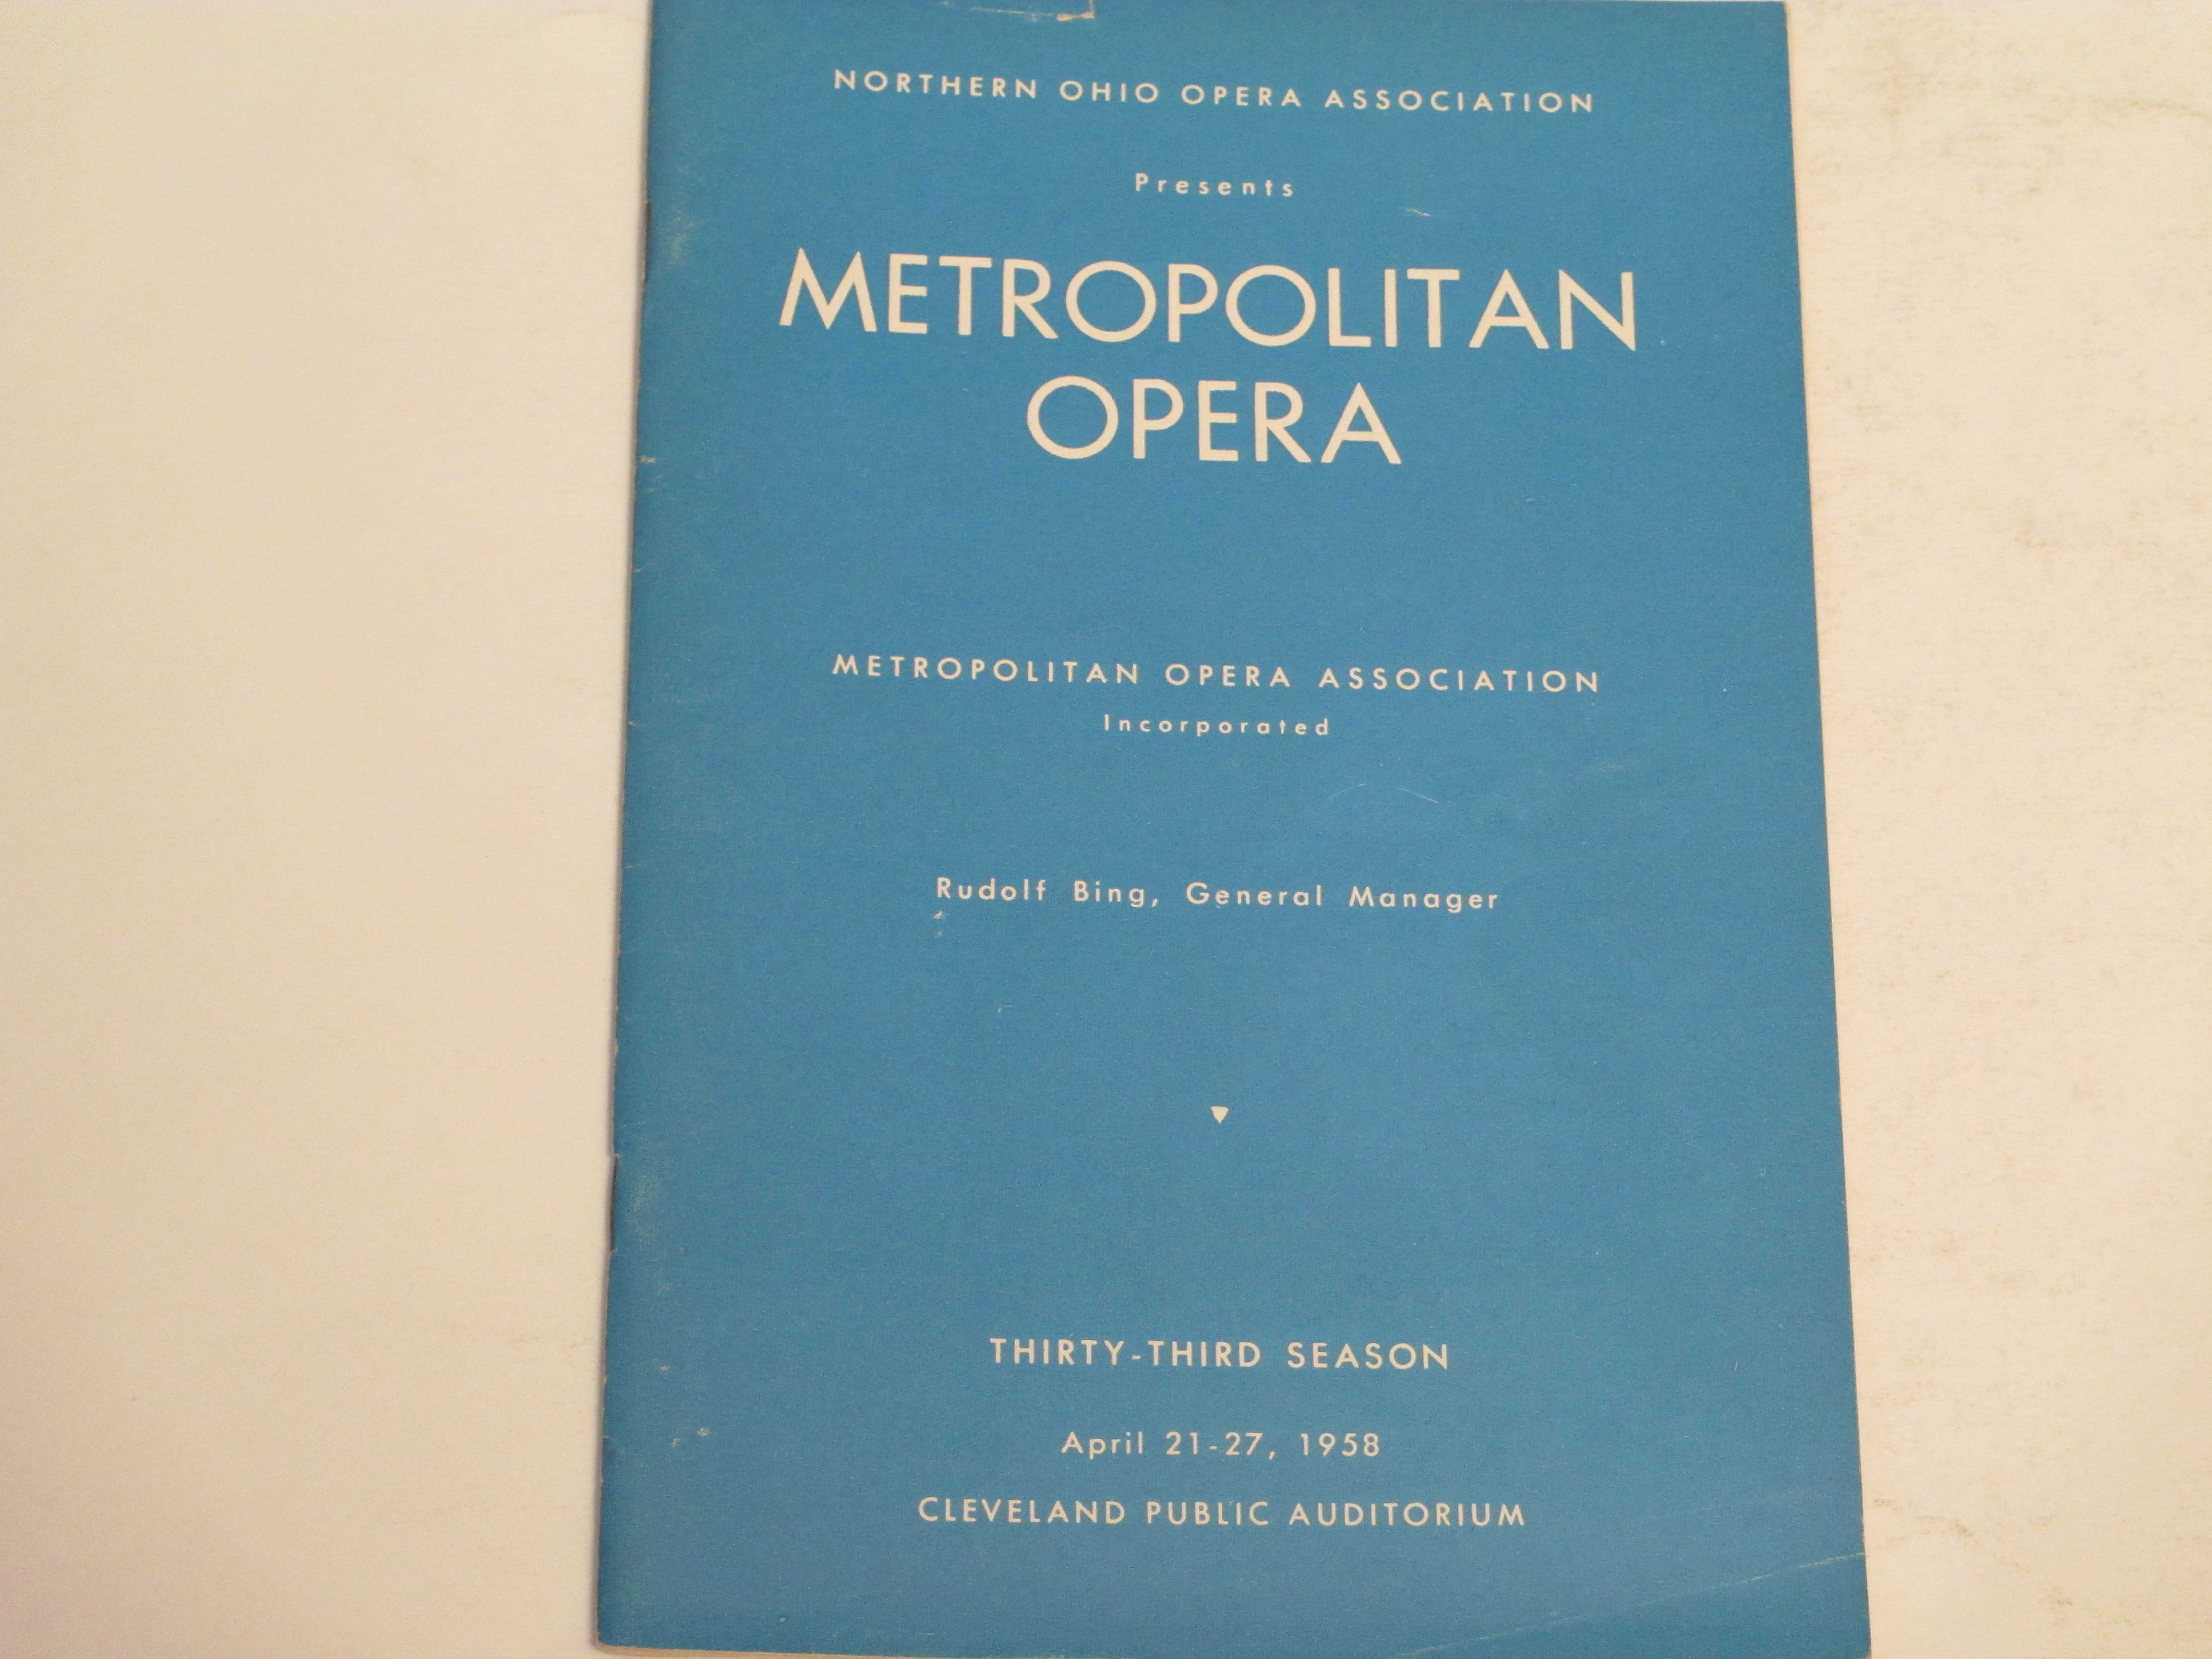 NORTHERN OHIO OPERA ASSOCIATION
Presents
METROPOLITAN
OPERA
METROPOLITAN OPERA ASSOCIATION
Incorporated
Rudolf Bing, General Manager
THIRTY-THIRD SEASON
April 21-27, 1958
CLEVELAND PUBLIC AUDITORIUM